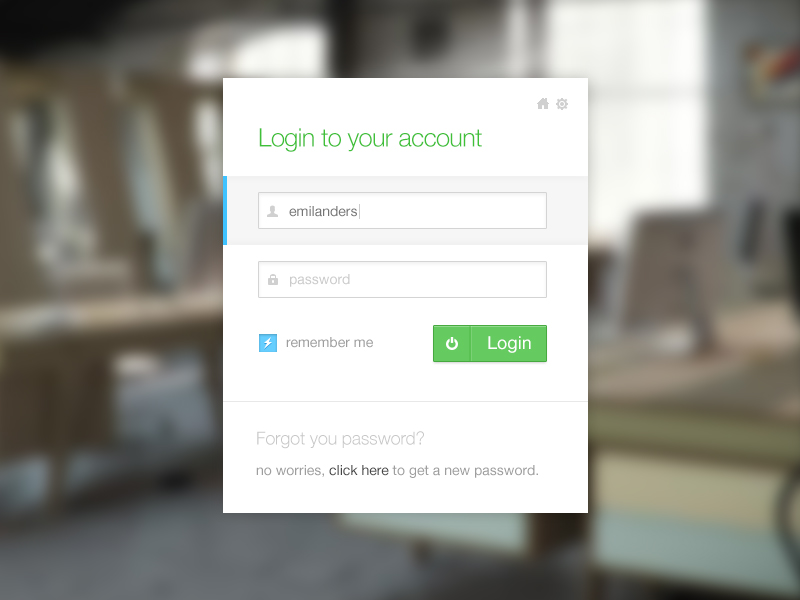 Login to your account
emilanders
password
remember me
Login
Forgot you password?
no worries, click here to get a new password.